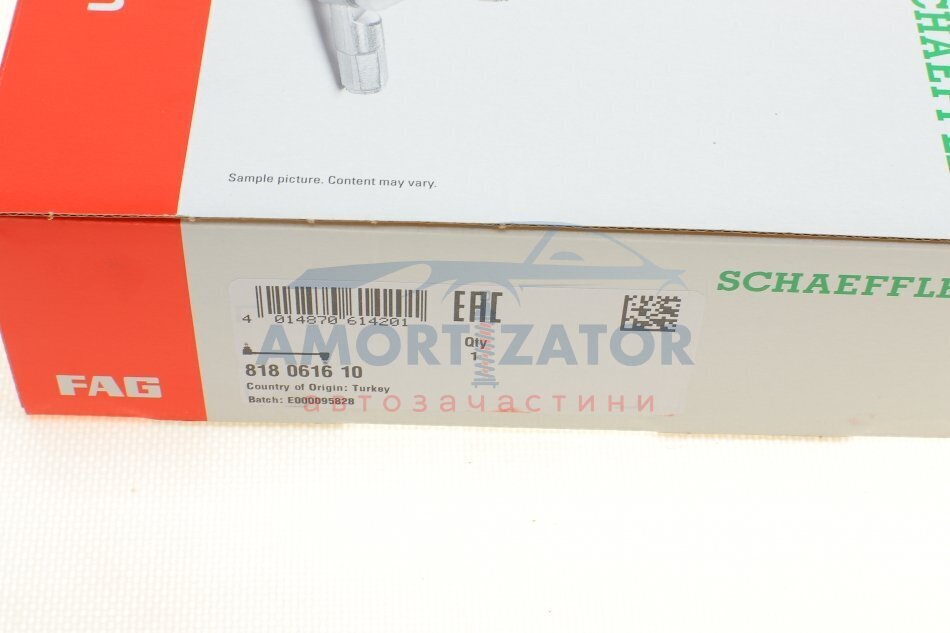 Sample picture. Content may vary.
SCHAEFFLE
4 014870 614201
EAC
AMORTIZATOR
Qty
1
818 0616 10
Country of Origin: Turkey
Batch: E000095828
автозачастини
FAG